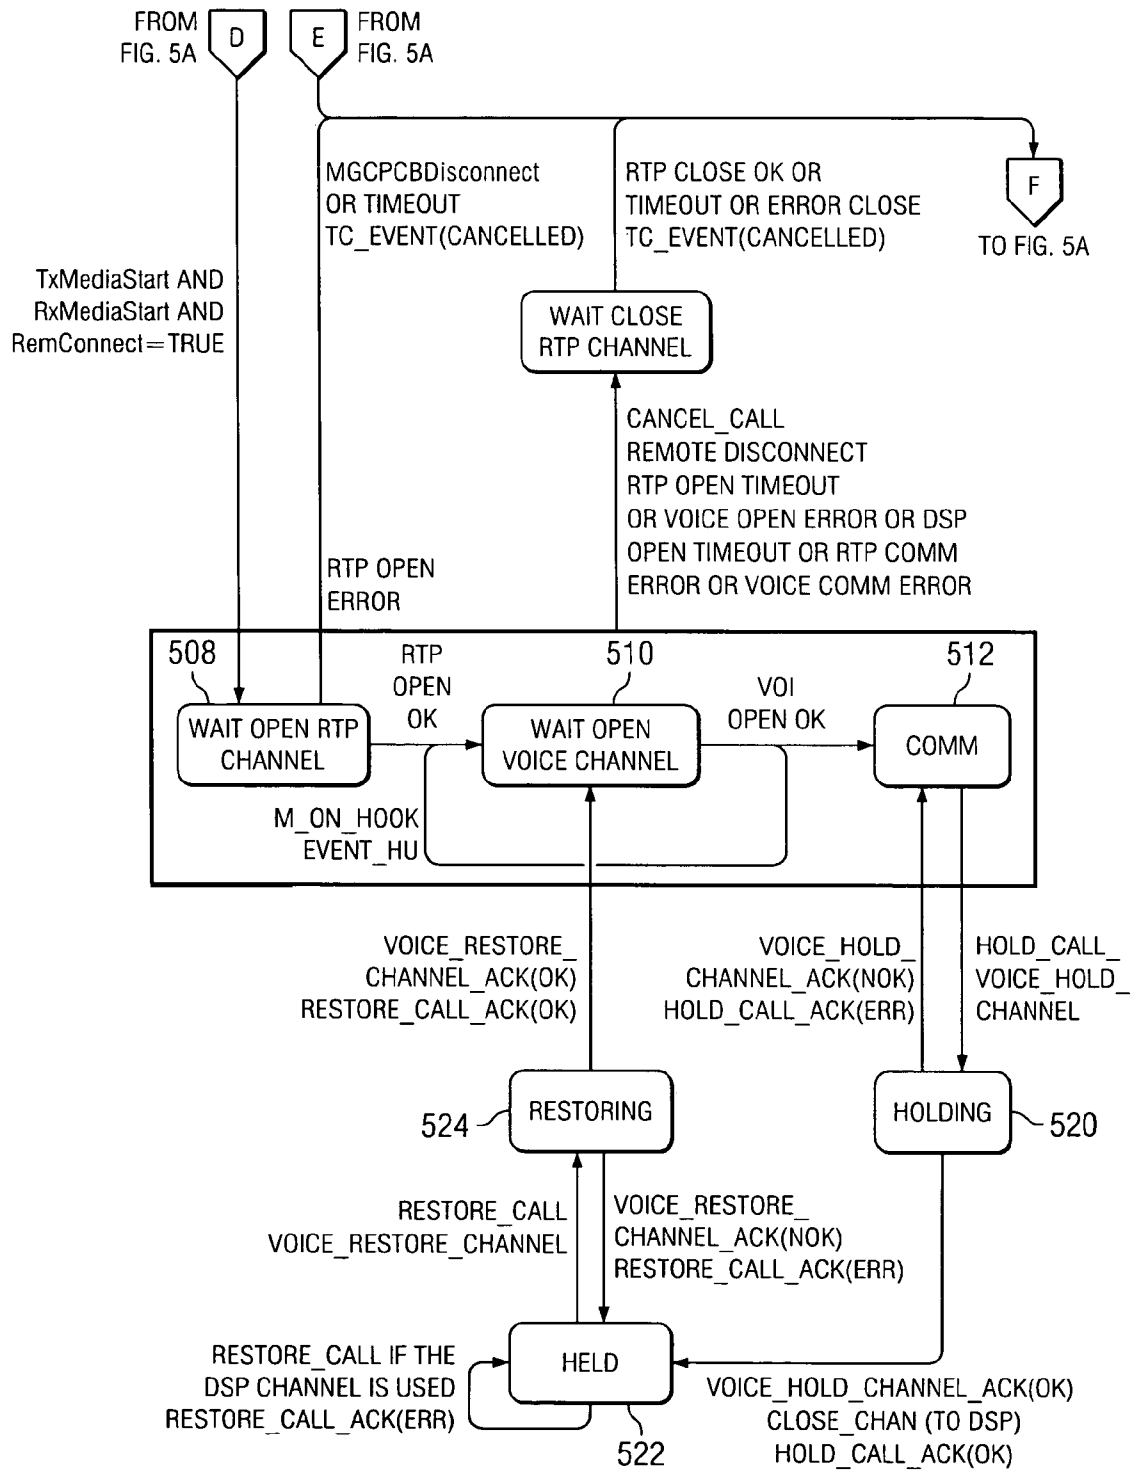 FROM
FIG. 5A
D
E
FROM
FIG. 5A
MGCPCBDisconnect
OR TIMEOUT
TC_EVENT(CANCELLED)
RTP CLOSE OK OR
TIMEOUT OR ERROR CLOSE
TC_EVENT(CANCELLED)
F
TO FIG. 5A
TxMediaStart AND
RxMediaStart AND
RemConnect=TRUE
WAIT CLOSE
RTP CHANNEL
CANCEL_CALL
REMOTE DISCONNECT
RTP OPEN TIMEOUT
OR VOICE OPEN ERROR OR DSP
OPEN TIMEOUT OR RTP COMM
ERROR OR VOICE COMM ERROR
RTP OPEN
ERROR
508
RTP
OPEN
OK
510
VOI
OPEN OK
512
WAIT OPEN RTP
CHANNEL
WAIT OPEN
VOICE CHANNEL
COMM
M_ON_HOOK
EVENT_HU
VOICE_RESTORE_
CHANNEL_ACK(OK)
RESTORE_CALL_ACK(OK)
VOICE_HOLD_
CHANNEL_ACK(NOK)
HOLD_CALL_ACK(ERR)
HOLD_CALL_
VOICE_HOLD_
CHANNEL
524
RESTORING
HOLDING
520
RESTORE_CALL
VOICE_RESTORE_CHANNEL
VOICE_RESTORE_
CHANNEL_ACK(NOK)
RESTORE_CALL_ACK(ERR)
RESTORE_CALL IF THE
DSP CHANNEL IS USED
RESTORE_CALL_ACK(ERR)
HELD
522
VOICE_HOLD_CHANNEL_ACK(OK)
CLOSE_CHAN (TO DSP)
HOLD_CALL_ACK(OK)